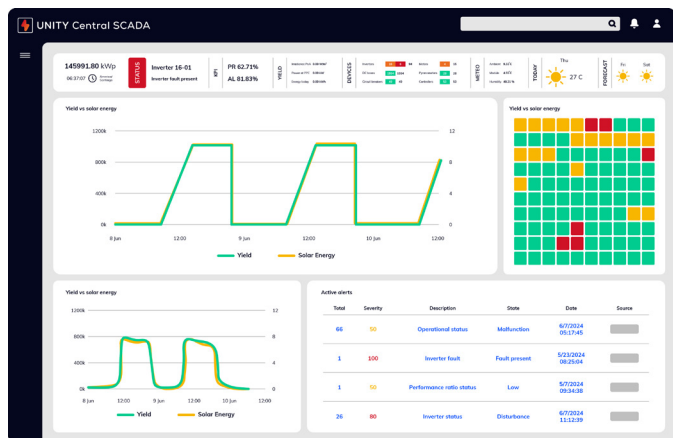 UNITY Central SCADA
145991.80 kWp
06:37:07
STATUS
Inverter 16-01
Inverter fault present
KPI
PR 62.71%
AL 81.83%
YIELD
DEVICES
METEO
TODAY
Thu
27 C
FORECAST
Fri Sat
Yield vs solar energy
1200k 12
800k 8
400k 4
0k 0
8 Jun 12:00 9 Jun 12:00 10 Jun 12:00
Yield Solar Energy
Yield vs solar energy
Yield vs solar energy
1200k 12
800k 8
400k 4
0k 0
8 Jun 12:00 9 Jun 12:00 10 Jun 12:00
Yield Solar Energy
Active alerts
Total Severity Description State Date Source
66 50 Operational status Malfunction 6/7/2024 05:17:45
1 100 Inverter fault Fault present 5/23/2024 08:25:04
1 50 Performance ratio status Low 5/7/2024 09:34:38
26 80 Inverter status Disturbance 6/7/2024 11:12:39